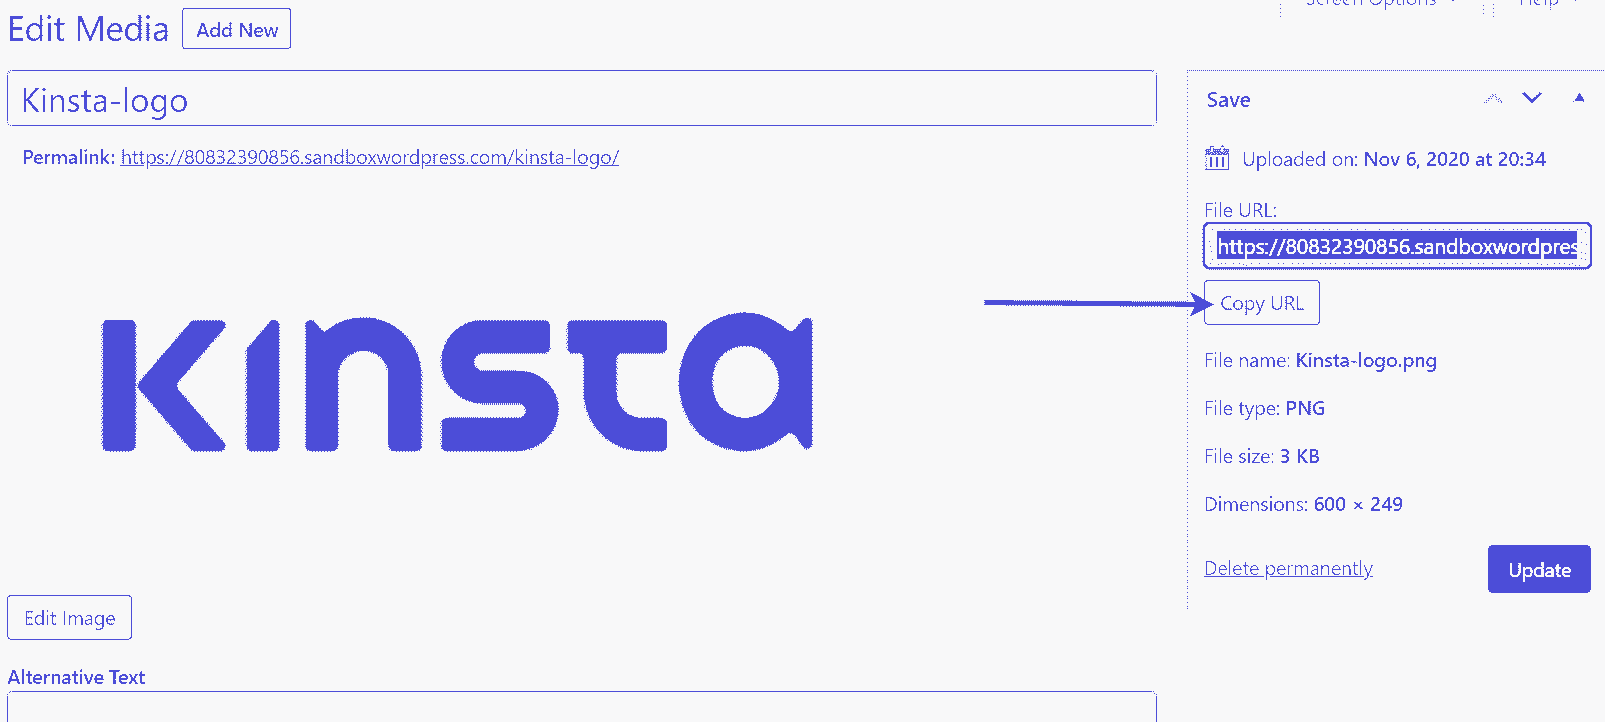 Screen Options
Help
Edit Media
Add New
Kinsta-logo
Permalink: https://80832390856.sandboxwordpress.com/kinsta-logo/
KINSTA
Edit Image
Alternative Text
Save
Uploaded on: Nov 6, 2020 at 20:34
File URL:
https://80832390856.sandboxwordpres
Copy URL
File name: Kinsta-logo.png
File type: PNG
File size: 3 KB
Dimensions: 600 × 249
Delete permanently
Update